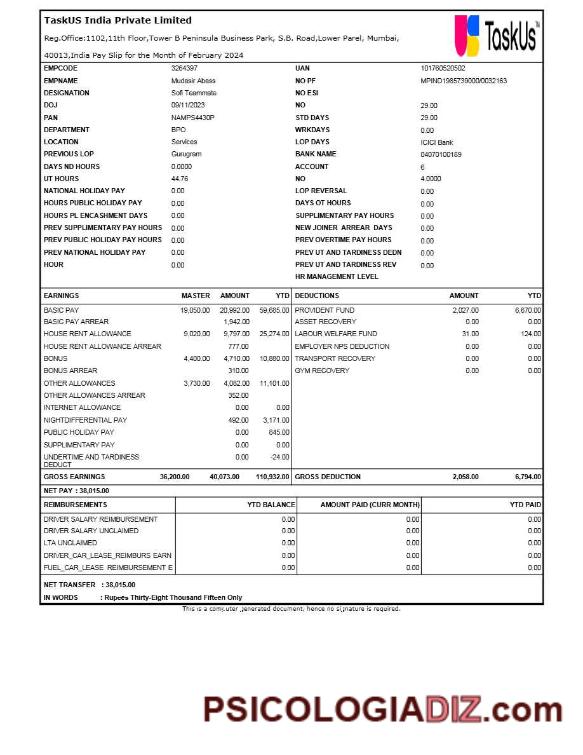 TaskUS India Private Limited
TaskUs™
Reg.Office:1102,11th Floor,Tower B Peninsula Business Park, S.B. Road,Lower Parel, Mumbai,
40013,India Pay Slip for the Month of February 2024
EMPCODE 3264397 UAN 101760520502
EMPNAME Mudasir Abass NO PF MPIND1985739000/0032163
DESIGNATION Sofi Teammate NO ESI
DOJ 09/11/2023 NO 29.00
PAN NAMPS4430P STD DAYS 29.00
DEPARTMENT BPO WRKDAYS 0.00
LOCATION Services LOP DAYS ICICI Bank
PREVIOUS LOP Gurugram BANK NAME 04070100189
DAYS ND HOURS 0.0000 ACCOUNT 6
UT HOURS 44.76 NO 4.0000
NATIONAL HOLIDAY PAY 0.00 LOP REVERSAL 0.00
HOURS PUBLIC HOLIDAY PAY 0.00 DAYS OT HOURS 0.00
HOURS PL ENCASHMENT DAYS 0.00 SUPPLIMENTARY PAY HOURS 0.00
PREV SUPPLIMENTARY PAY HOURS 0.00 NEW JOINER ARREAR DAYS 0.00
PREV PUBLIC HOLIDAY PAY HOURS 0.00 PREV OVERTIME PAY HOURS 0.00
PREV NATIONAL HOLIDAY PAY 0.00 PREV UT AND TARDINESS DEDN 0.00
HOUR 0.00 PREV UT AND TARDINESS REV 0.00
HR MANAGEMENT LEVEL
EARNINGS MASTER AMOUNT YTD DEDUCTIONS AMOUNT YTD
BASIC PAY 19,050.00 20,992.00 59,685.00 PROVIDENT FUND 2,027.00 6,670.00
BASIC PAY ARREAR 1,942.00 ASSET RECOVERY 0.00 0.00
HOUSE RENT ALLOWANCE 9,020.00 9,797.00 25,274.00 LABOUR WELFARE FUND 31.00 124.00
HOUSE RENT ALLOWANCE ARREAR 777.00 EMPLOYER NPS DEDUCTION 0.00 0.00
BONUS 4,400.00 4,710.00 10,880.00 TRANSPORT RECOVERY 0.00 0.00
BONUS ARREAR 310.00 GYM RECOVERY 0.00 0.00
OTHER ALLOWANCES 3,730.00 4,082.00 11,101.00
OTHER ALLOWANCES ARREAR 352.00
INTERNET ALLOWANCE 0.00 0.00
NIGHTDIFFERENTIAL PAY 492.00 3,171.00
PUBLIC HOLIDAY PAY 0.00 845.00
SUPPLIMENTARY PAY 0.00 0.00
UNDERTIME AND TARDINESS 0.00 -24.00
DEDUCT
GROSS EARNINGS 36,200.00 40,073.00 110,932.00 GROSS DEDUCTION 2,058.00 6,794.00
NET PAY : 38,015.00
REIMBURSEMENTS YTD BALANCE AMOUNT PAID (CURR MONTH) YTD PAID
DRIVER SALARY REIMBURSEMENT 0.00 0.00 0.00
DRIVER SALARY UNCLAIMED 0.00 0.00 0.00
LTA UNCLAIMED 0.00 0.00 0.00
DRIVER_CAR_LEASE_REIMBURS EARN 0.00 0.00 0.00
FUEL_CAR_LEASE_REIMBURSEMENT E 0.00 0.00 0.00
NET TRANSFER : 38,015.00
IN WORDS : Rupees Thirty-Eight Thousand Fifteen Only
This is a computer generated document, hence no signature is required.
PSICOLOGIADIZ.com